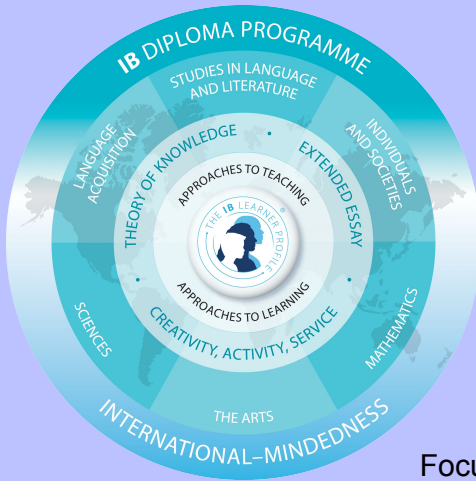 IB DIPLOMA PROGRAMME
STUDIES IN LANGUAGE
AND LITERATURE
LANGUAGE
ACQUISITION
INDIVIDUALS
AND SOCIETIES
THEORY OF KNOWLEDGE
•
EXTENDED ESSAY
•
CREATIVITY, ACTIVITY, SERVICE
•
APPROACHES TO TEACHING
THE IB LEARNER PROFILE
®
APPROACHES TO LEARNING
SCIENCES
MATHEMATICS
THE ARTS
INTERNATIONAL–MINDEDNESS
Focu